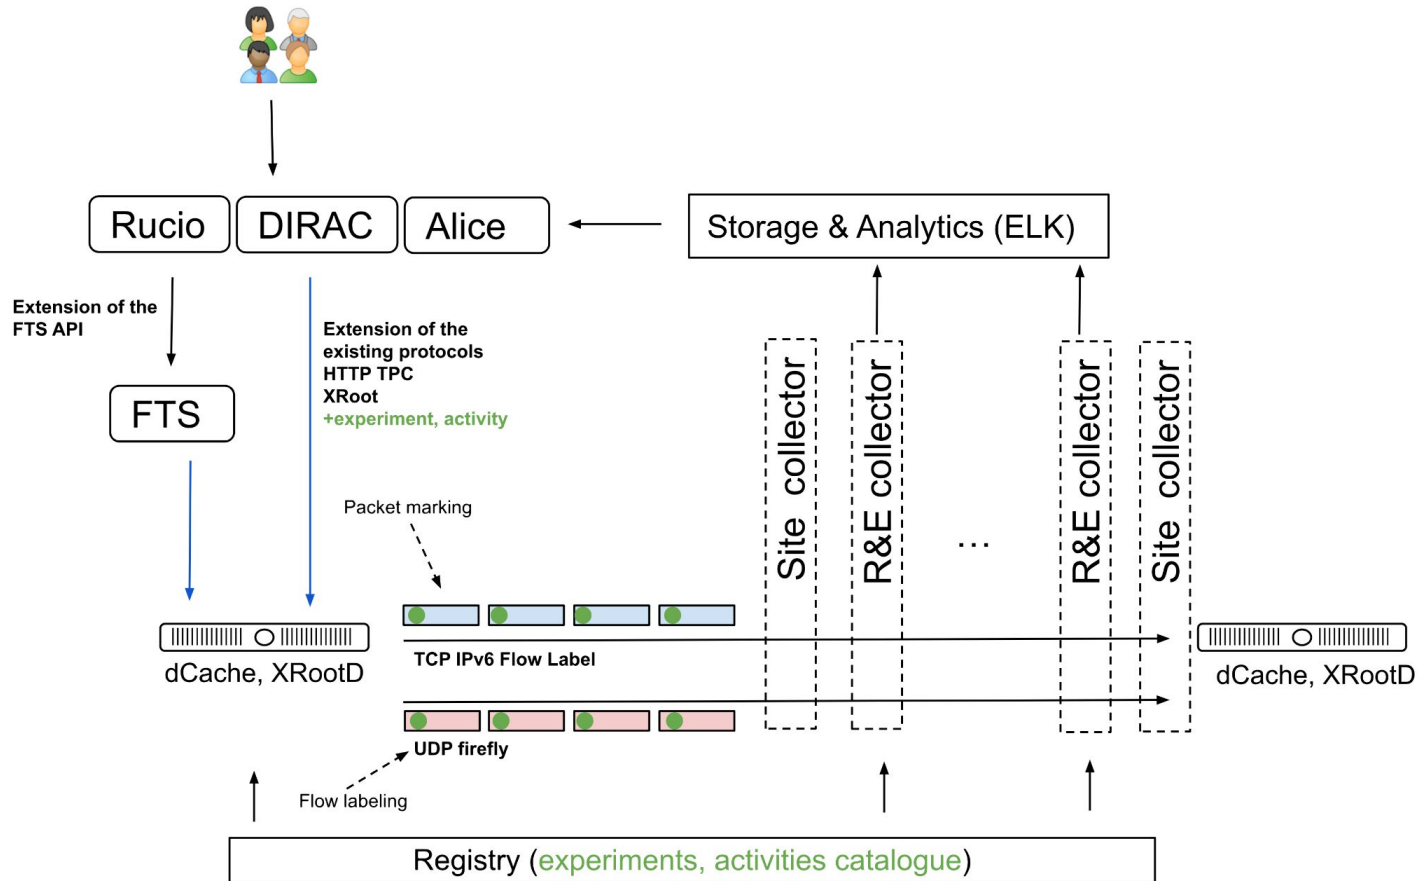 Rucio
DIRAC
Alice
Storage & Analytics (ELK)
Extension of the
FTS API
Extension of the
existing protocols
HTTP TPC
XRoot
+experiment, activity
FTS
Site collector
R&E collector
...
R&E collector
Site collector
Packet marking
TCP IPv6 Flow Label
dCache, XRootD
dCache, XRootD
UDP firefly
Flow labeling
Registry (experiments, activities catalogue)